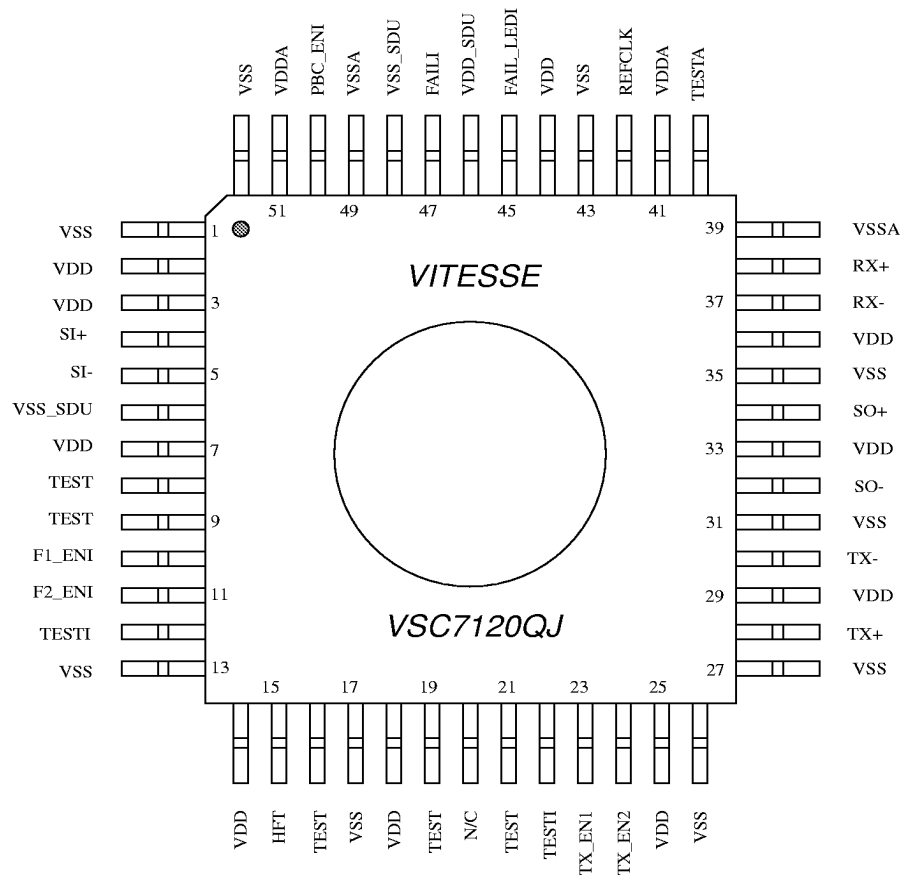 VSS VDDA PBC_ENI VSSA VSS_SDU FAILI VDD_SDU FAIL_LEDI VDD VSS REFCLK VDDA TESTA
51 49 47 45 43 41
VSS 1 39 VSSA
VDD RX+
VITESSE
VDD 3 37 RX-
SI+ VDD
SI- 5 35 VSS
VSS_SDU SO+
VDD 7 33 VDD
TEST SO-
TEST 9 31 VSS
F1_ENI TX-
F2_ENI 11 29 VDD
VSC7120QJ
TESTI TX+
VSS 13 27 VSS
15 17 19 21 23 25
VDD HFT TEST VSS VDD TEST N/C TEST TESTI TX_EN1 TX_EN2 VDD VSS